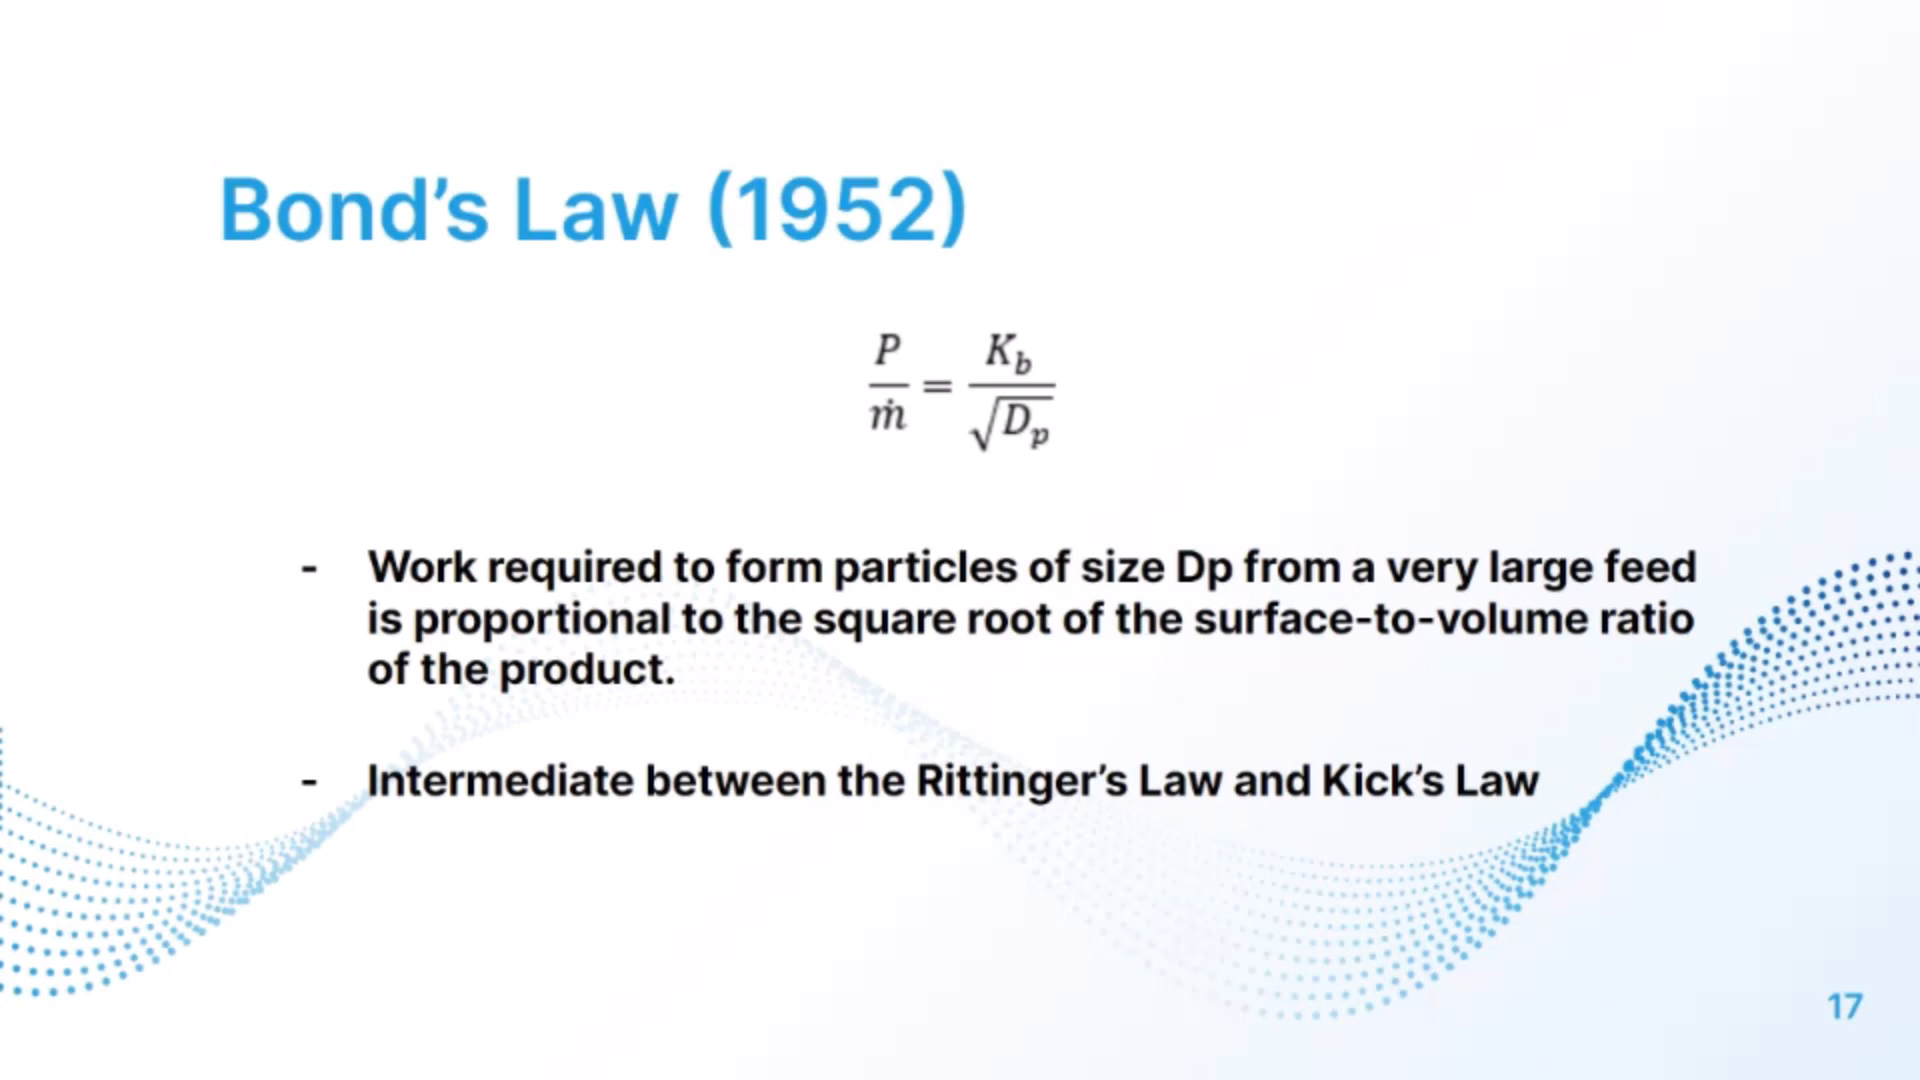 Bond's Law (1952)
P/ṁ = K_b/√D_p
- Work required to form particles of size Dp from a very large feed
is proportional to the square root of the surface-to-volume ratio
of the product.
- Intermediate between the Rittinger's Law and Kick's Law
17